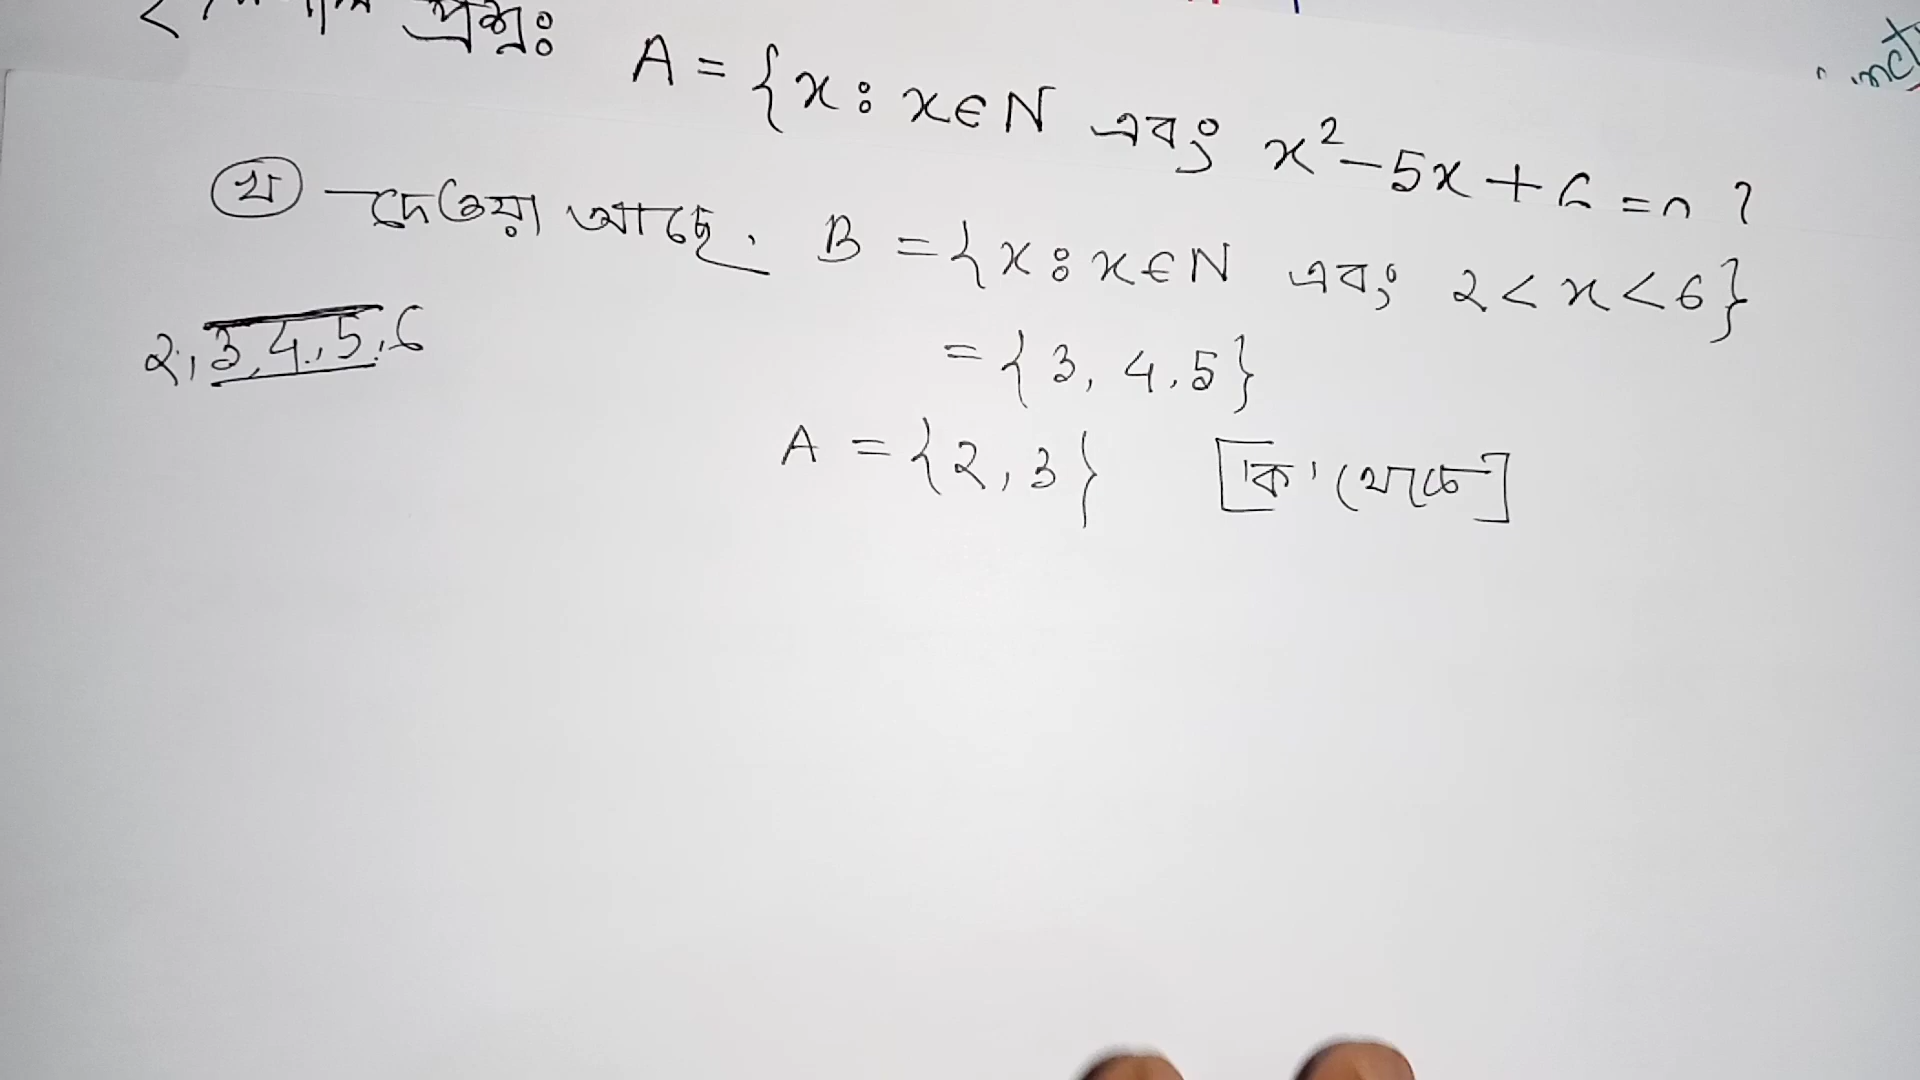 প্রশ্নঃ A = {x : x∈N এবং x² - 5x + 6 = 0
(খ) দেওয়া আছে, B = {x : x∈N এবং 2 < x < 6}
2, 3, 4, 5, 6
= {3, 4, 5}
A = {2, 3} ['ক' থেকে]